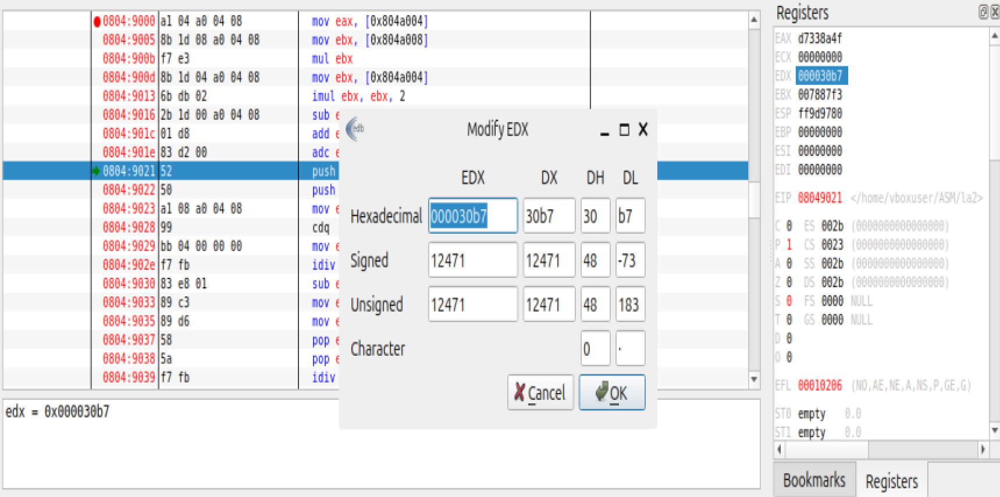 0804:9000 a1 04 a0 04 08 mov eax, [0x804a004]
0804:9005 8b 1d 08 a0 04 08 mov ebx, [0x804a008]
0804:900b f7 e3 mul ebx
0804:900d 8b 1d 04 a0 04 08 mov ebx, [0x804a004]
0804:9013 6b db 02 imul ebx, ebx, 2
0804:9016 2b 1d 00 a0 04 08 sub e
0804:901c 01 d8 add e
0804:901e 83 d2 00 adc e
0804:9021 52 push
0804:9022 50 push
0804:9023 a1 08 a0 04 08 mov e
0804:9028 99 cdq
0804:9029 bb 04 00 00 00 mov e
0804:902e f7 fb idiv
0804:9030 83 e8 01 sub e
0804:9033 89 c3 mov e
0804:9035 89 d6 mov e
0804:9037 58 pop e
0804:9038 5a pop e
0804:9039 f7 fb idiv
edx = 0x000030b7
edb
Modify EDX
EDX DX DH DL
Hexadecimal 000030b7 30b7 30 b7
Signed 12471 12471 48 -73
Unsigned 12471 12471 48 183
Character 0 ·
Cancel OK
Registers
EAX d7338a4f
ECX 00000000
EDX 000030b7
EBX 007887f3
ESP ff9d9780
EBP 00000000
ESI 00000000
EDI 00000000
EIP 08049021 </home/vboxuser/ASM/la2>
C 0 ES 002b (0000000000000000)
P 1 CS 0023 (0000000000000000)
A 0 SS 002b (0000000000000000)
Z 0 DS 002b (0000000000000000)
S 0 FS 0000 NULL
T 0 GS 0000 NULL
D 0
O 0
EFL 00010206 (NO,AE,NE,A,NS,P,GE,G)
ST0 empty 0.0
ST1 empty 0.0
Bookmarks Registers